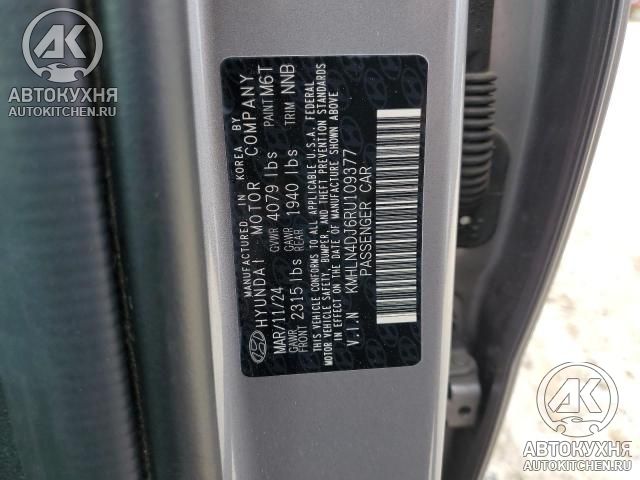 АВТОКУХНЯ
AUTOKITCHEN.RU
MANUFACTURED IN KOREA BY
HYUNDAI MOTOR COMPANY
MAR/11/24 GVWR 4079 lbs PAINT M6T
GAWR FRONT 2315 lbs GAWR REAR 1940 lbs TRIM NNB
THIS VEHICLE CONFORMS TO ALL APPLICABLE U.S.A. FEDERAL
MOTOR VEHICLE SAFETY, BUMPER, AND THEFT PREVENTION
STANDARDS IN EFFECT ON THE DATE OF MANUFACTURE SHOWN ABOVE
V.I.N KMHLN4DJ6RU109377
PASSENGER CAR
АК
АВТОКУХНЯ
AUTOKITCHEN.RU